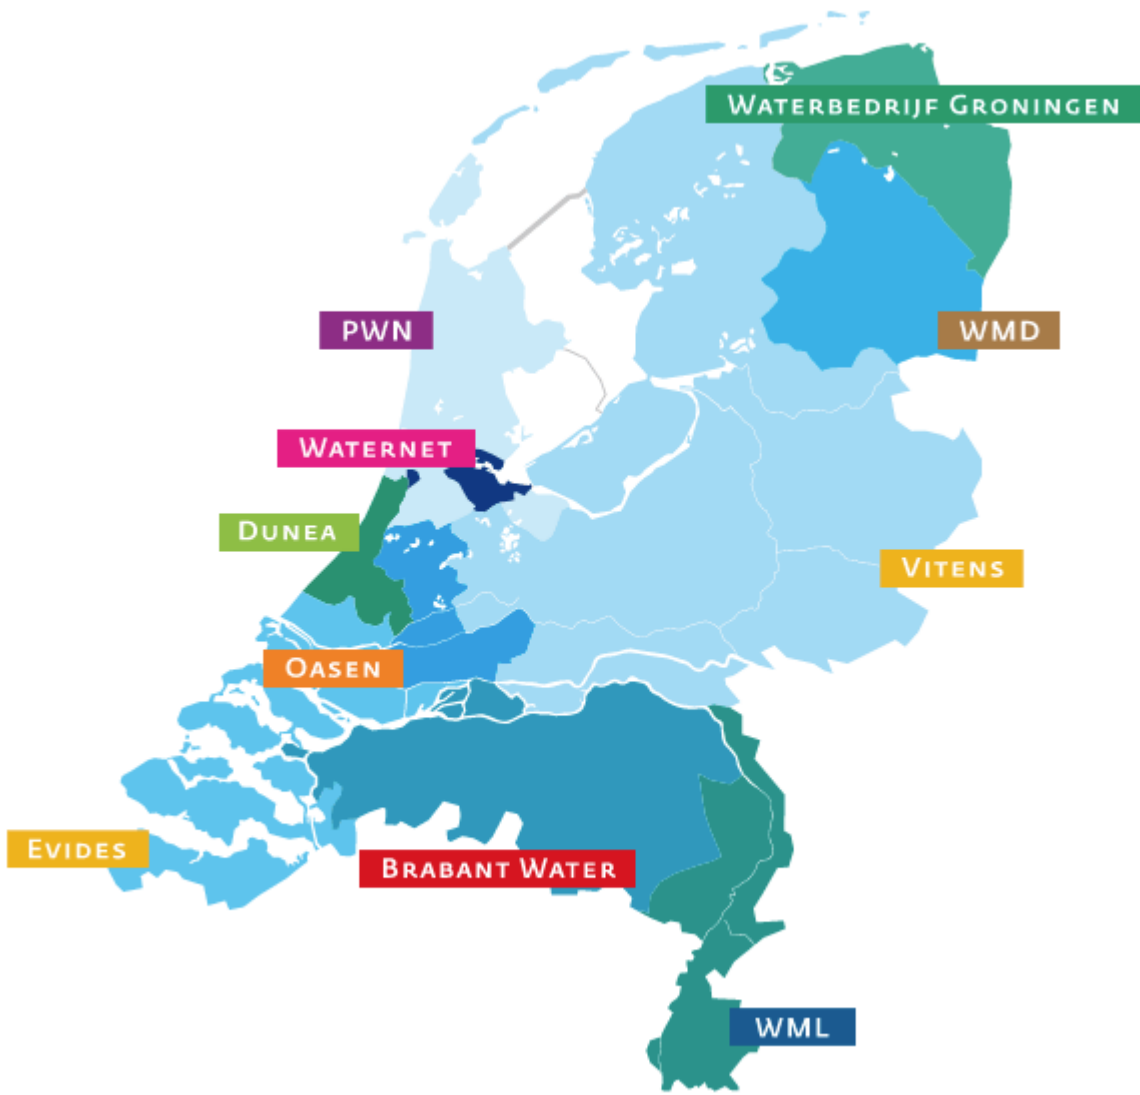 WATERBEDRIJF GRONINGEN
PWN
WMD
WATERNET
DUNEA
VITENS
OASEN
EVIDES
BRABANT WATER
WML